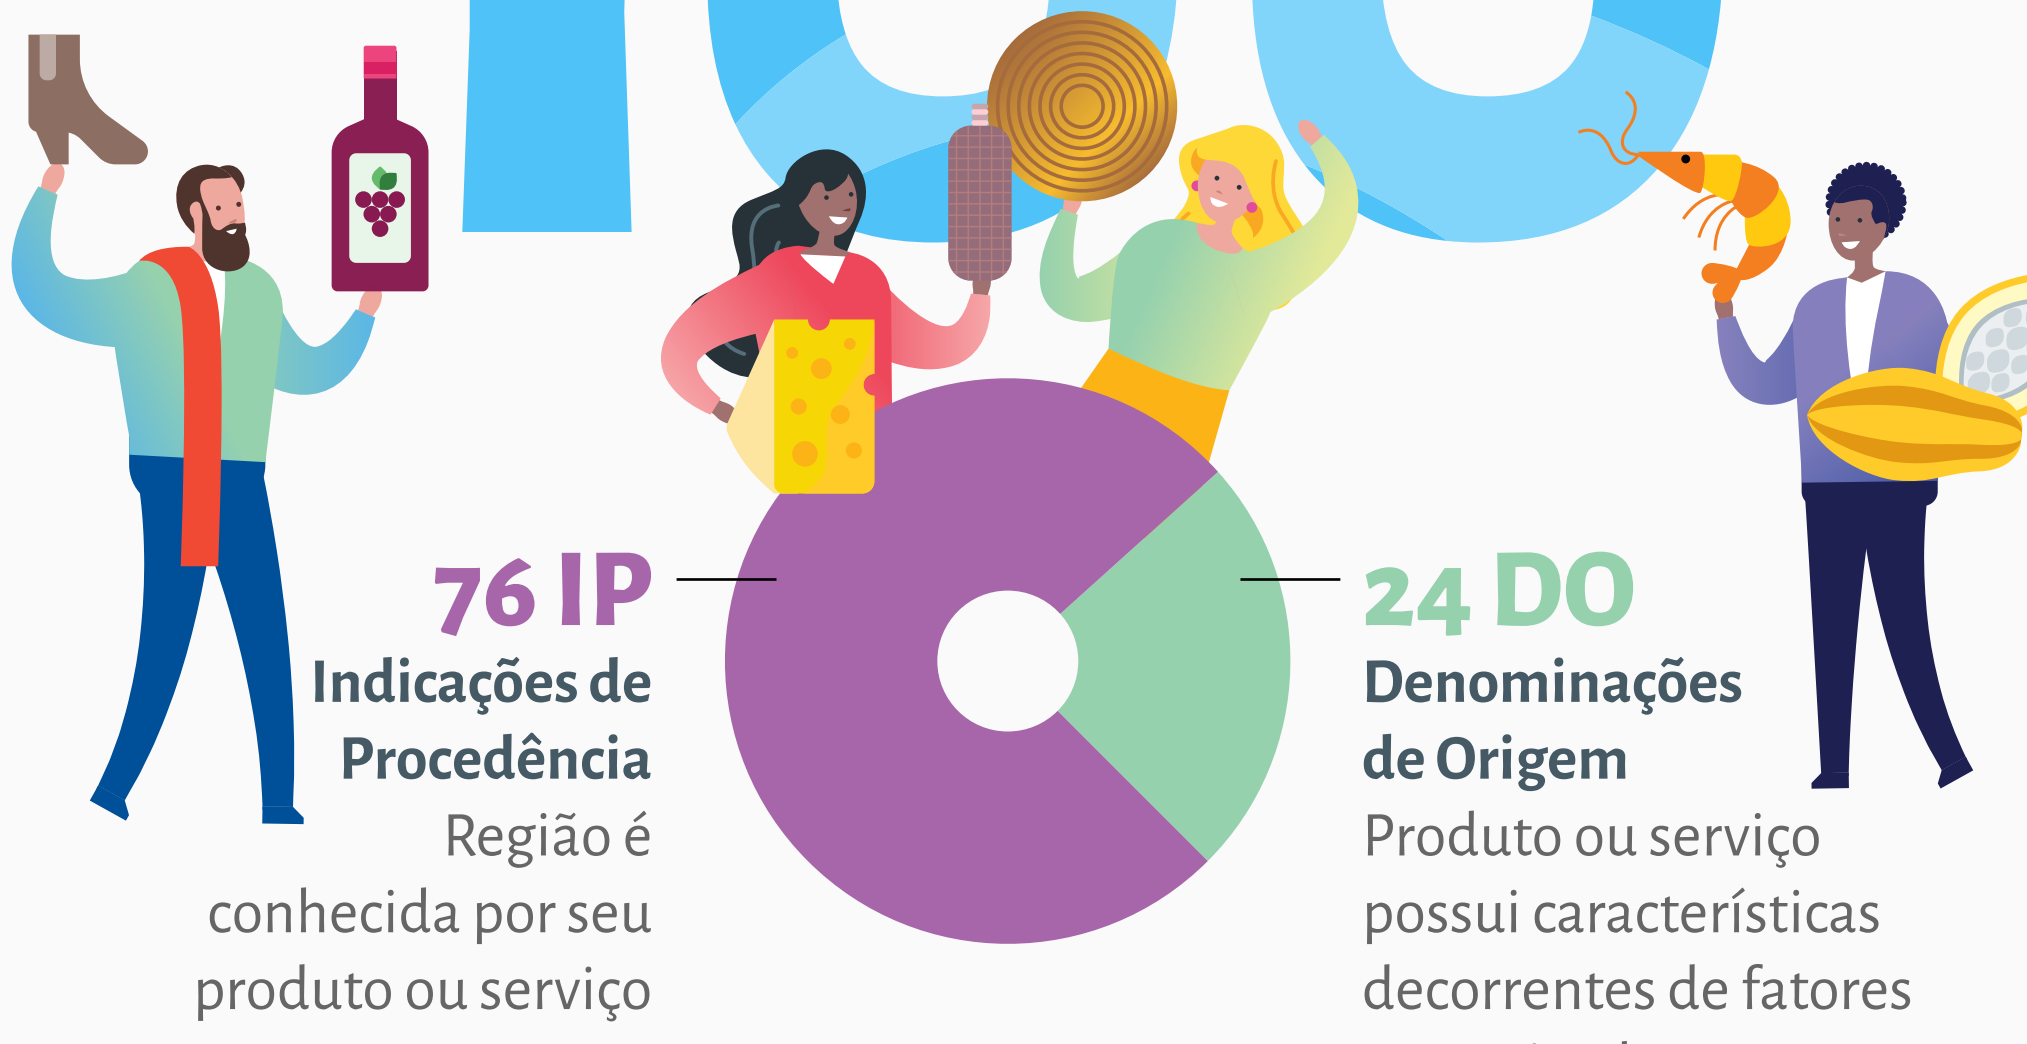 100
76 IP
Indicações de
Procedência
Região é
conhecida por seu
produto ou serviço
24 DO
Denominações
de Origem
Produto ou serviço
possui características
decorrentes de fatores